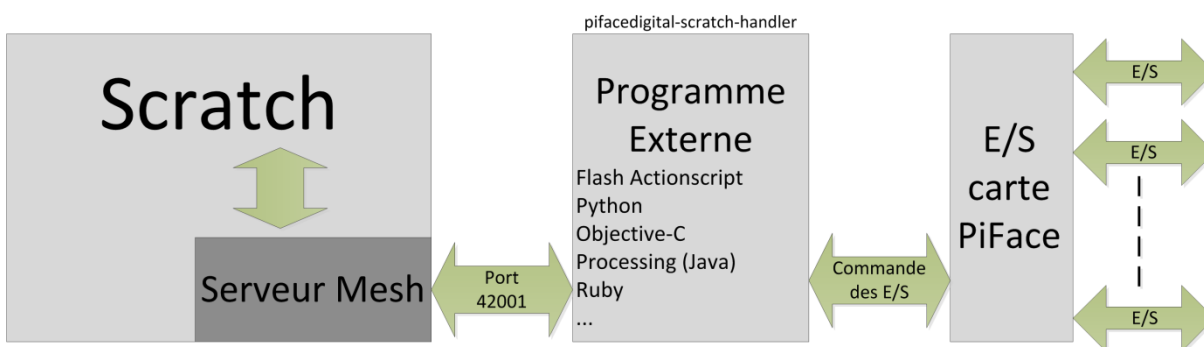 pifacedigital-scratch-handler
Scratch
Serveur Mesh
Port
42001
Programme
Externe
Flash Actionscript
Python
Objective-C
Processing (Java)
Ruby
...
Commande
des E/S
E/S
carte
PiFace
E/S
E/S
E/S